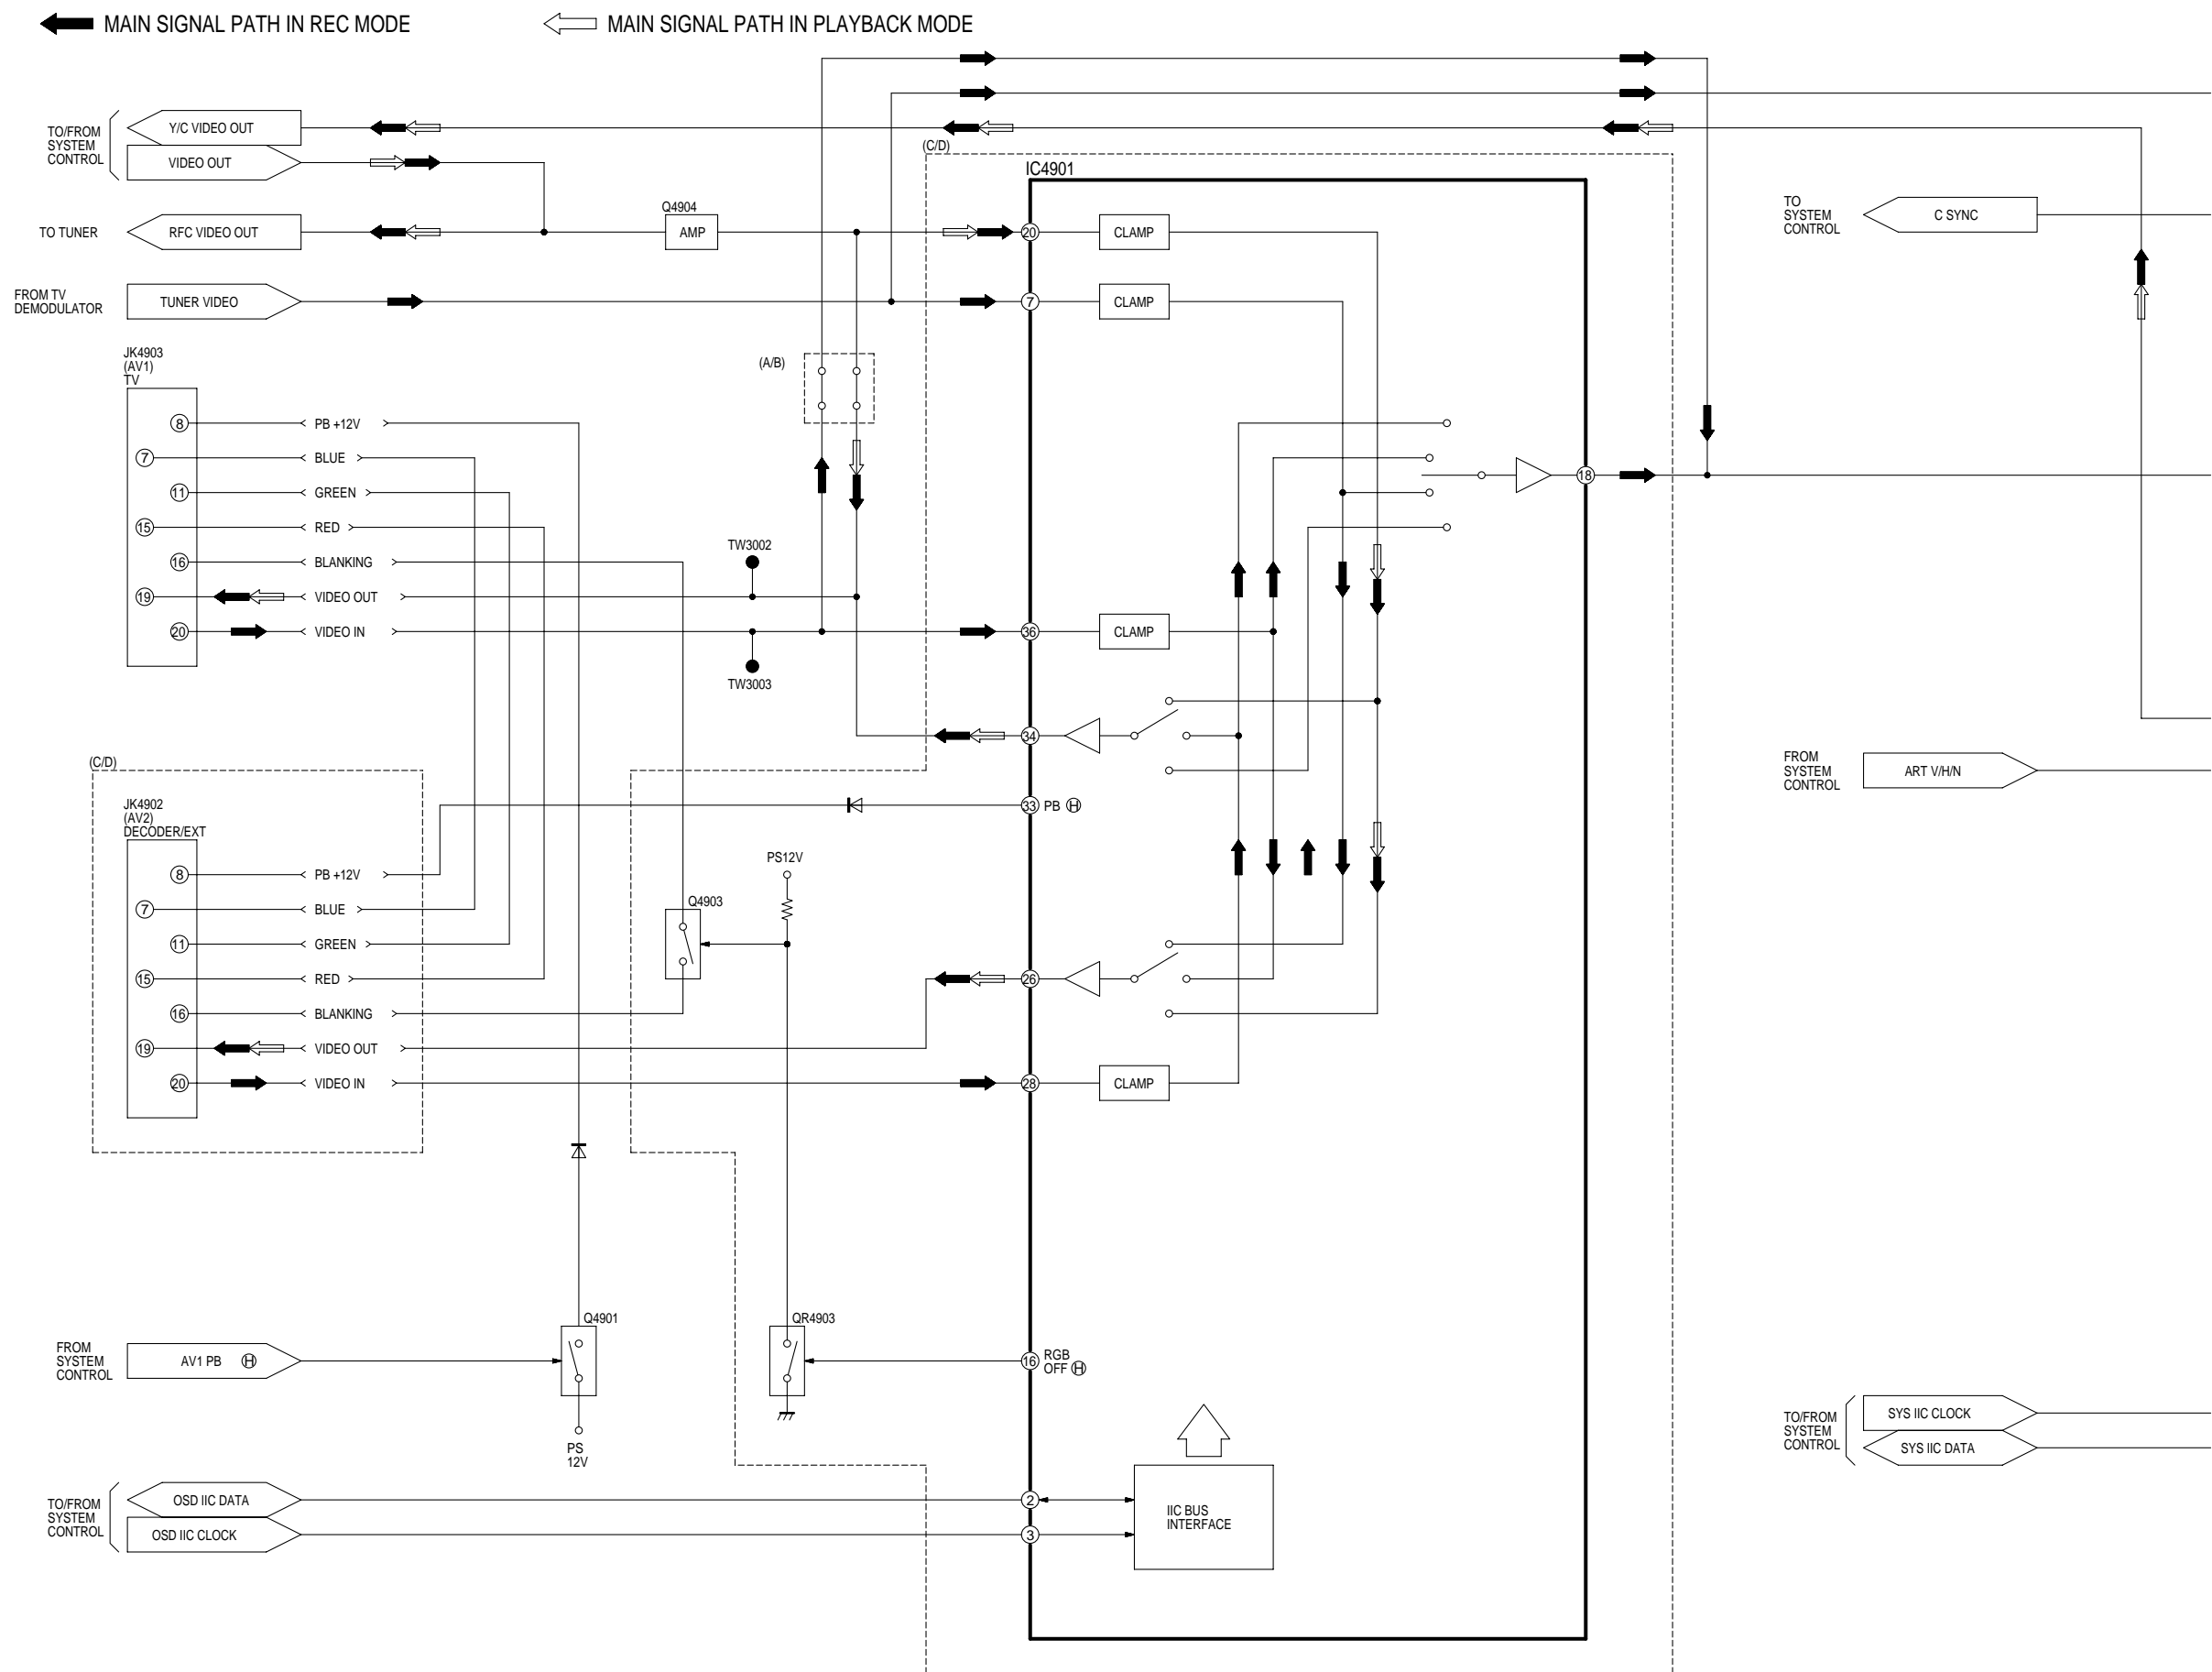 MAIN SIGNAL PATH IN REC MODE
MAIN SIGNAL PATH IN PLAYBACK MODE
TO/FROM
SYSTEM
CONTROL
Y/C VIDEO OUT
VIDEO OUT
(C/D)
IC4901
TO TUNER
RFC VIDEO OUT
Q4904
AMP
20
CLAMP
TO
SYSTEM
CONTROL
C SYNC
FROM TV
DEMODULATOR
TUNER VIDEO
7
CLAMP
JK4903
(AV1)
TV
(A/B)
8
PB +12V
7
BLUE
11
GREEN
15
RED
16
BLANKING
19
VIDEO OUT
20
VIDEO IN
18
TW3002
TW3003
36
CLAMP
34
33
PB H
FROM
SYSTEM
CONTROL
ART V/H/N
(C/D)
JK4902
(AV2)
DECODER/EXT
8
PB +12V
7
BLUE
11
GREEN
15
RED
16
BLANKING
19
VIDEO OUT
20
VIDEO IN
PS12V
Q4903
26
28
CLAMP
FROM
SYSTEM
CONTROL
AV1 PB H
Q4901
PS
12V
QR4903
16
RGB
OFF H
TO/FROM
SYSTEM
CONTROL
SYS IIC CLOCK
SYS IIC DATA
TO/FROM
SYSTEM
CONTROL
OSD IIC DATA
OSD IIC CLOCK
2
3
IIC BUS
INTERFACE